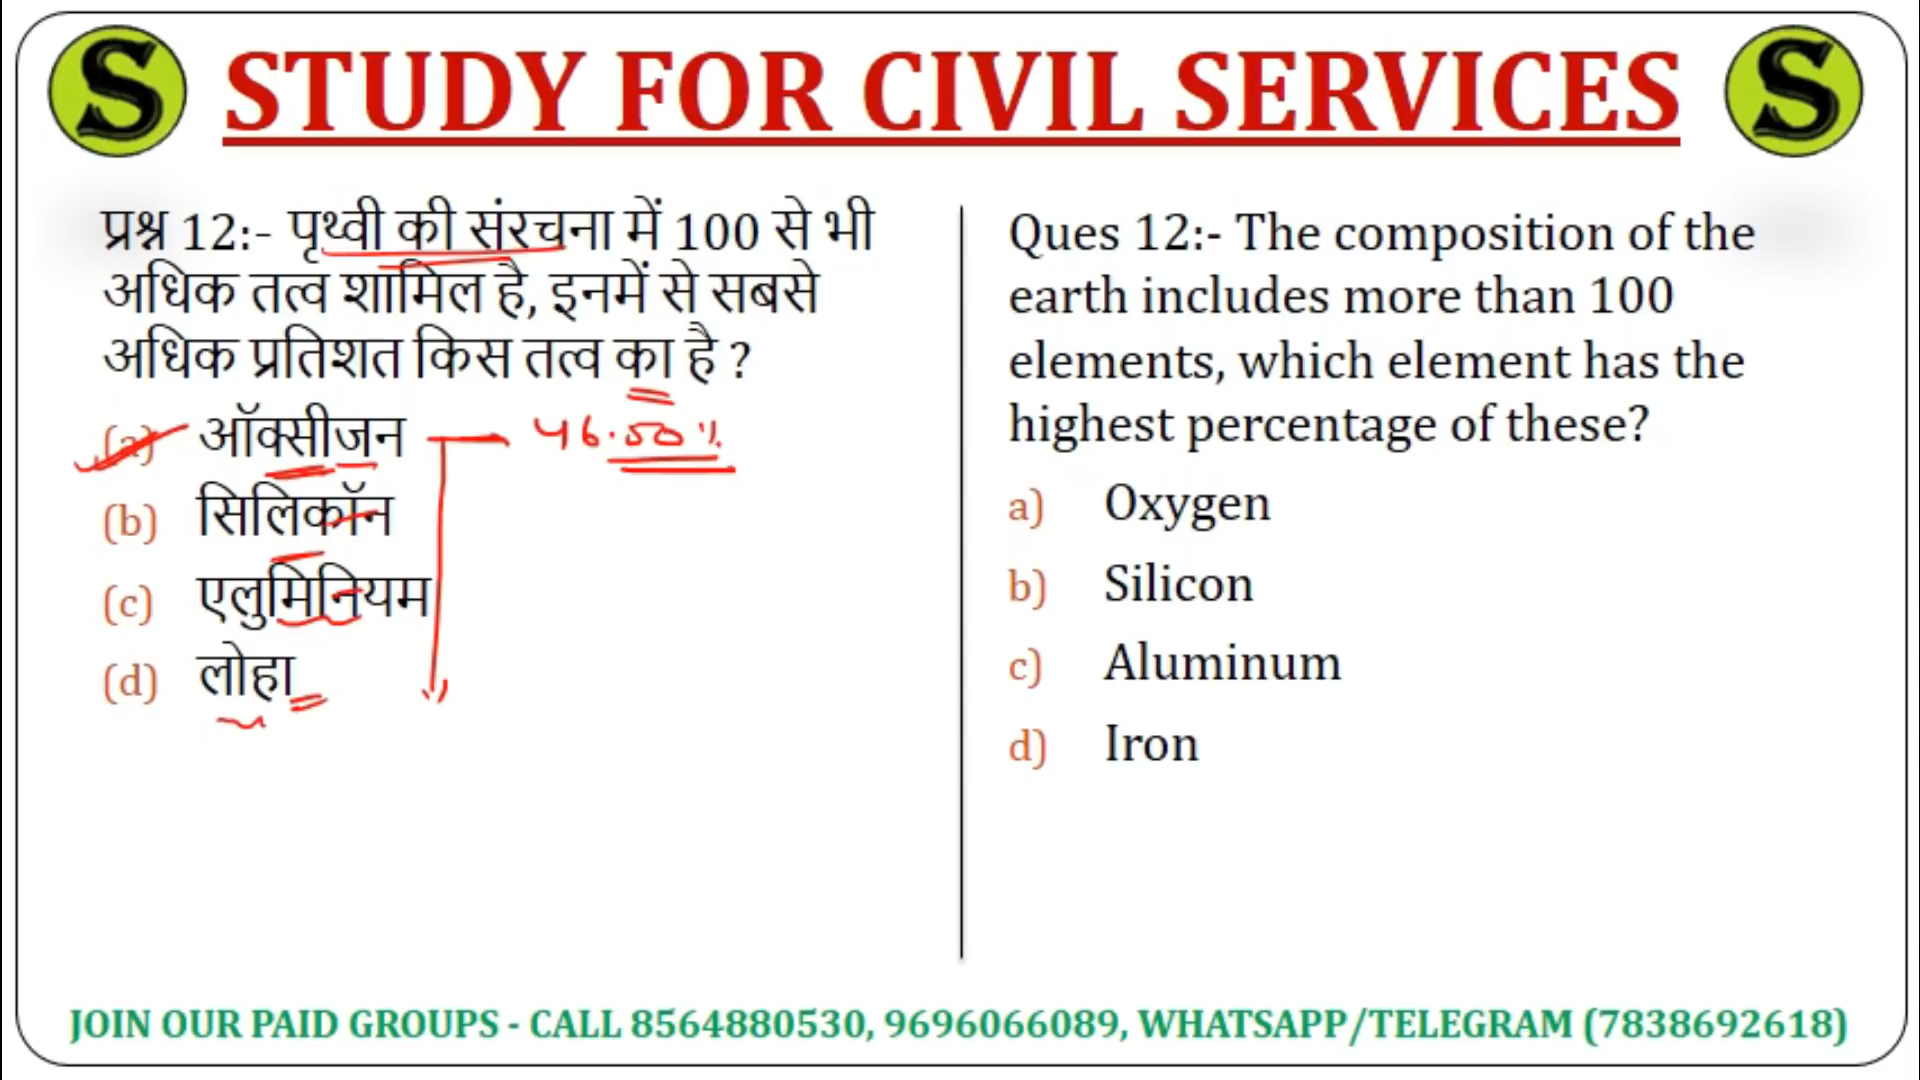 S STUDY FOR CIVIL SERVICES S
प्रश्न 12:- पृथ्वी की संरचना में 100 से भी
अधिक तत्व शामिल है, इनमें से सबसे
अधिक प्रतिशत किस तत्व का है ?
(a) ऑक्सीजन 46.50%
(b) सिलिकॉन
(c) एलुमिनियम
(d) लोहा
Ques 12:- The composition of the
earth includes more than 100
elements, which element has the
highest percentage of these?
a) Oxygen
b) Silicon
c) Aluminum
d) Iron
JOIN OUR PAID GROUPS - CALL 8564880530, 9696066089, WHATSAPP/TELEGRAM (7838692618)